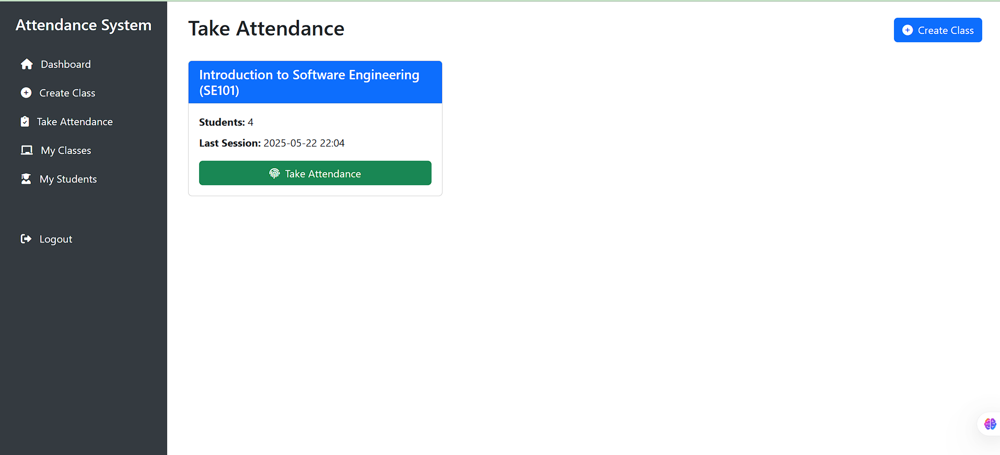 Attendance System
Dashboard
Create Class
Take Attendance
My Classes
My Students
Logout
Take Attendance
Create Class
Introduction to Software Engineering
(SE101)
Students: 4
Last Session: 2025-05-22 22:04
Take Attendance